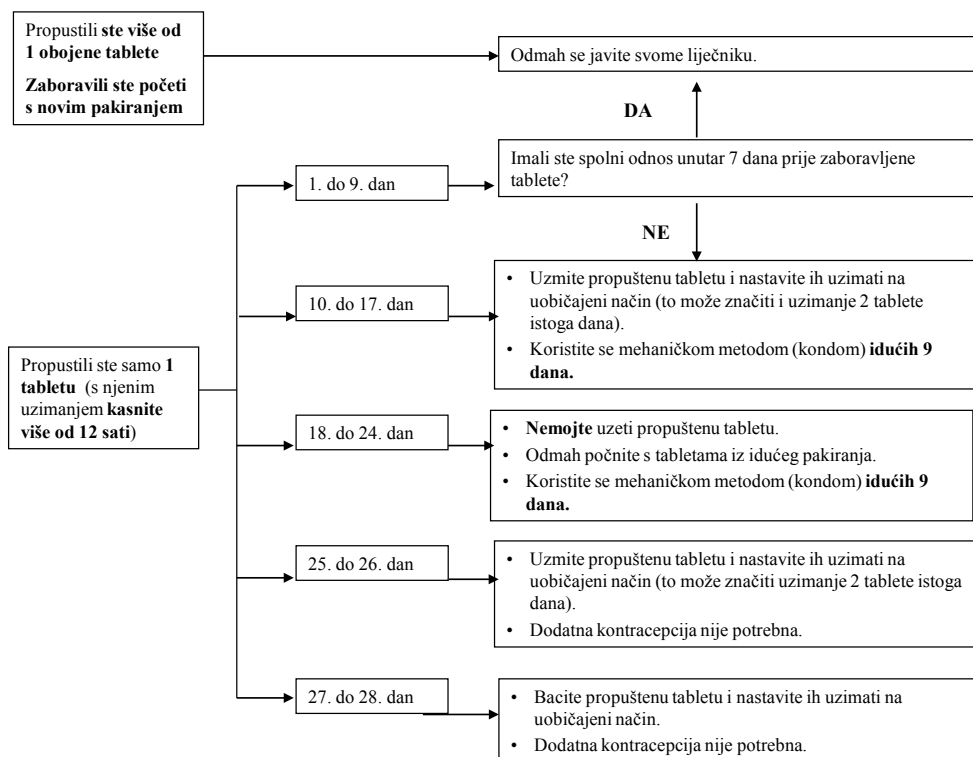 Propustili ste više od
1 obojene tablete
Zaboravili ste početi
s novim pakiranjem
Odmah se javite svome liječniku.
DA
Imali ste spolni odnos unutar 7 dana prije zaboravljene
tablete?
1. do 9. dan
NE
10. do 17. dan
• Uzmite propuštenu tabletu i nastavite ih uzimati na
uobičajeni način (to može značiti i uzimanje 2 tablete
istoga dana).
• Koristite se mehaničkom metodom (kondom) idućih 9
dana.
Propustili ste samo 1
tabletu (s njenim
uzimanjem kasnite
više od 12 sati)
18. do 24. dan
• Nemojte uzeti propuštenu tabletu.
• Odmah počnite s tabletama iz idućeg pakiranja.
• Koristite se mehaničkom metodom (kondom) idućih 9
dana.
25. do 26. dan
• Uzmite propuštenu tabletu i nastavite ih uzimati na
uobičajeni način (to može značiti uzimanje 2 tablete istoga
dana).
• Dodatna kontracepcija nije potrebna.
27. do 28. dan
• Bacite propuštenu tabletu i nastavite ih uzimati na
uobičajeni način.
• Dodatna kontracepcija nije potrebna.